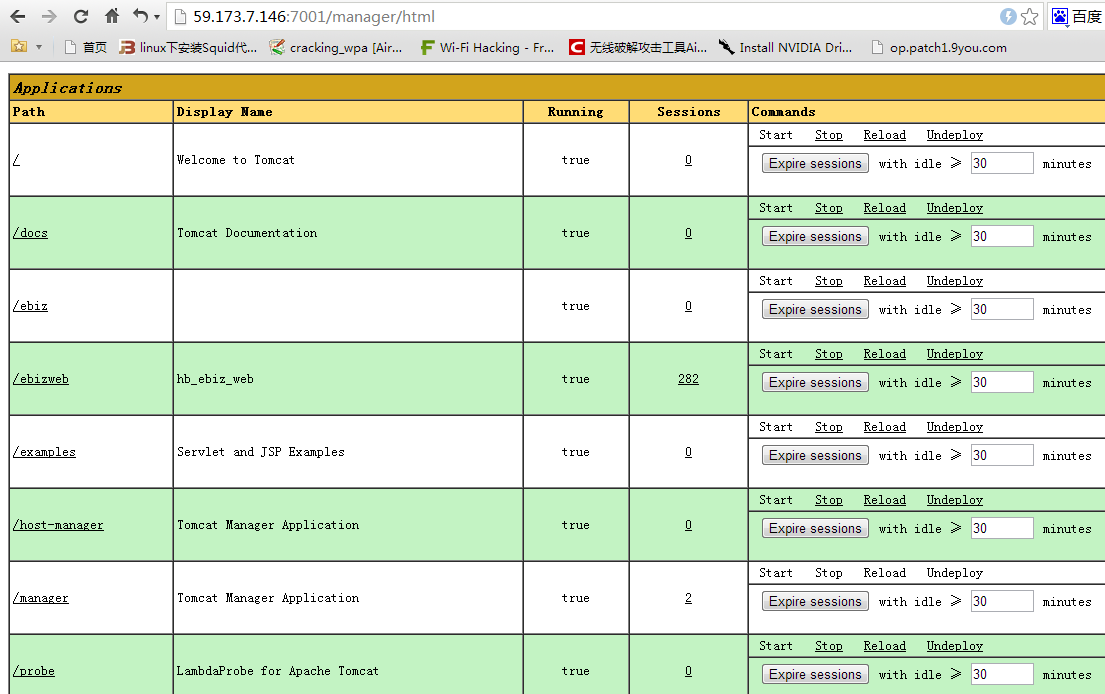 59.173.7.146:7001/manager/html
百度
首页 linux下安装Squid代... cracking_wpa [Air... Wi-Fi Hacking - Fr... 无线破解攻击工具Ai... Install NVIDIA Dri... op.patch1.9you.com
Applications
Path Display Name Running Sessions Commands
/ Welcome to Tomcat true 0 Start Stop Reload Undeploy
Expire sessions with idle ≥ 30 minutes
/docs Tomcat Documentation true 0 Start Stop Reload Undeploy
Expire sessions with idle ≥ 30 minutes
/ebiz true 0 Start Stop Reload Undeploy
Expire sessions with idle ≥ 30 minutes
/ebizweb hb_ebiz_web true 282 Start Stop Reload Undeploy
Expire sessions with idle ≥ 30 minutes
/examples Servlet and JSP Examples true 0 Start Stop Reload Undeploy
Expire sessions with idle ≥ 30 minutes
/host-manager Tomcat Manager Application true 0 Start Stop Reload Undeploy
Expire sessions with idle ≥ 30 minutes
/manager Tomcat Manager Application true 2 Start Stop Reload Undeploy
Expire sessions with idle ≥ 30 minutes
/probe LambdaProbe for Apache Tomcat true 0 Start Stop Reload Undeploy
Expire sessions with idle ≥ 30 minutes